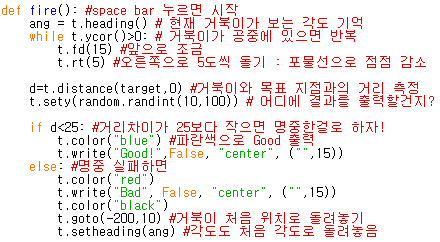 def fire(): #space bar 누르면 시작
    ang = t.heading() # 현재 거북이가 보는 각도 기억
    while t.ycor()>0: # 거북이가 공중에 있으면 반복
        t.fd(15) #앞으로 조금
        t.rt(5) #오른쪽으로 5도씩 돌기 : 포물선으로 점점 감소

    d=t.distance(target,0) #거북이와 목표 지점과의 거리 측정
    t.sety(random.randint(10,100)) # 어디에 결과를 출력할건지?

    if d<25: #거리차이가 25보다 작으면 명중한걸로 하자!
        t.color("blue") #파란색으로 Good 출력
        t.write("Good!",False, "center", ("",15))
    else: #명중 실패하면
        t.color("red")
        t.write("Bad", False, "center", ("",15))
        t.color("black")
        t.goto(-200,10) #거북이 처음 위치로 돌려놓기
        t.setheading(ang) #각도도 처음 각도로 돌려놓음